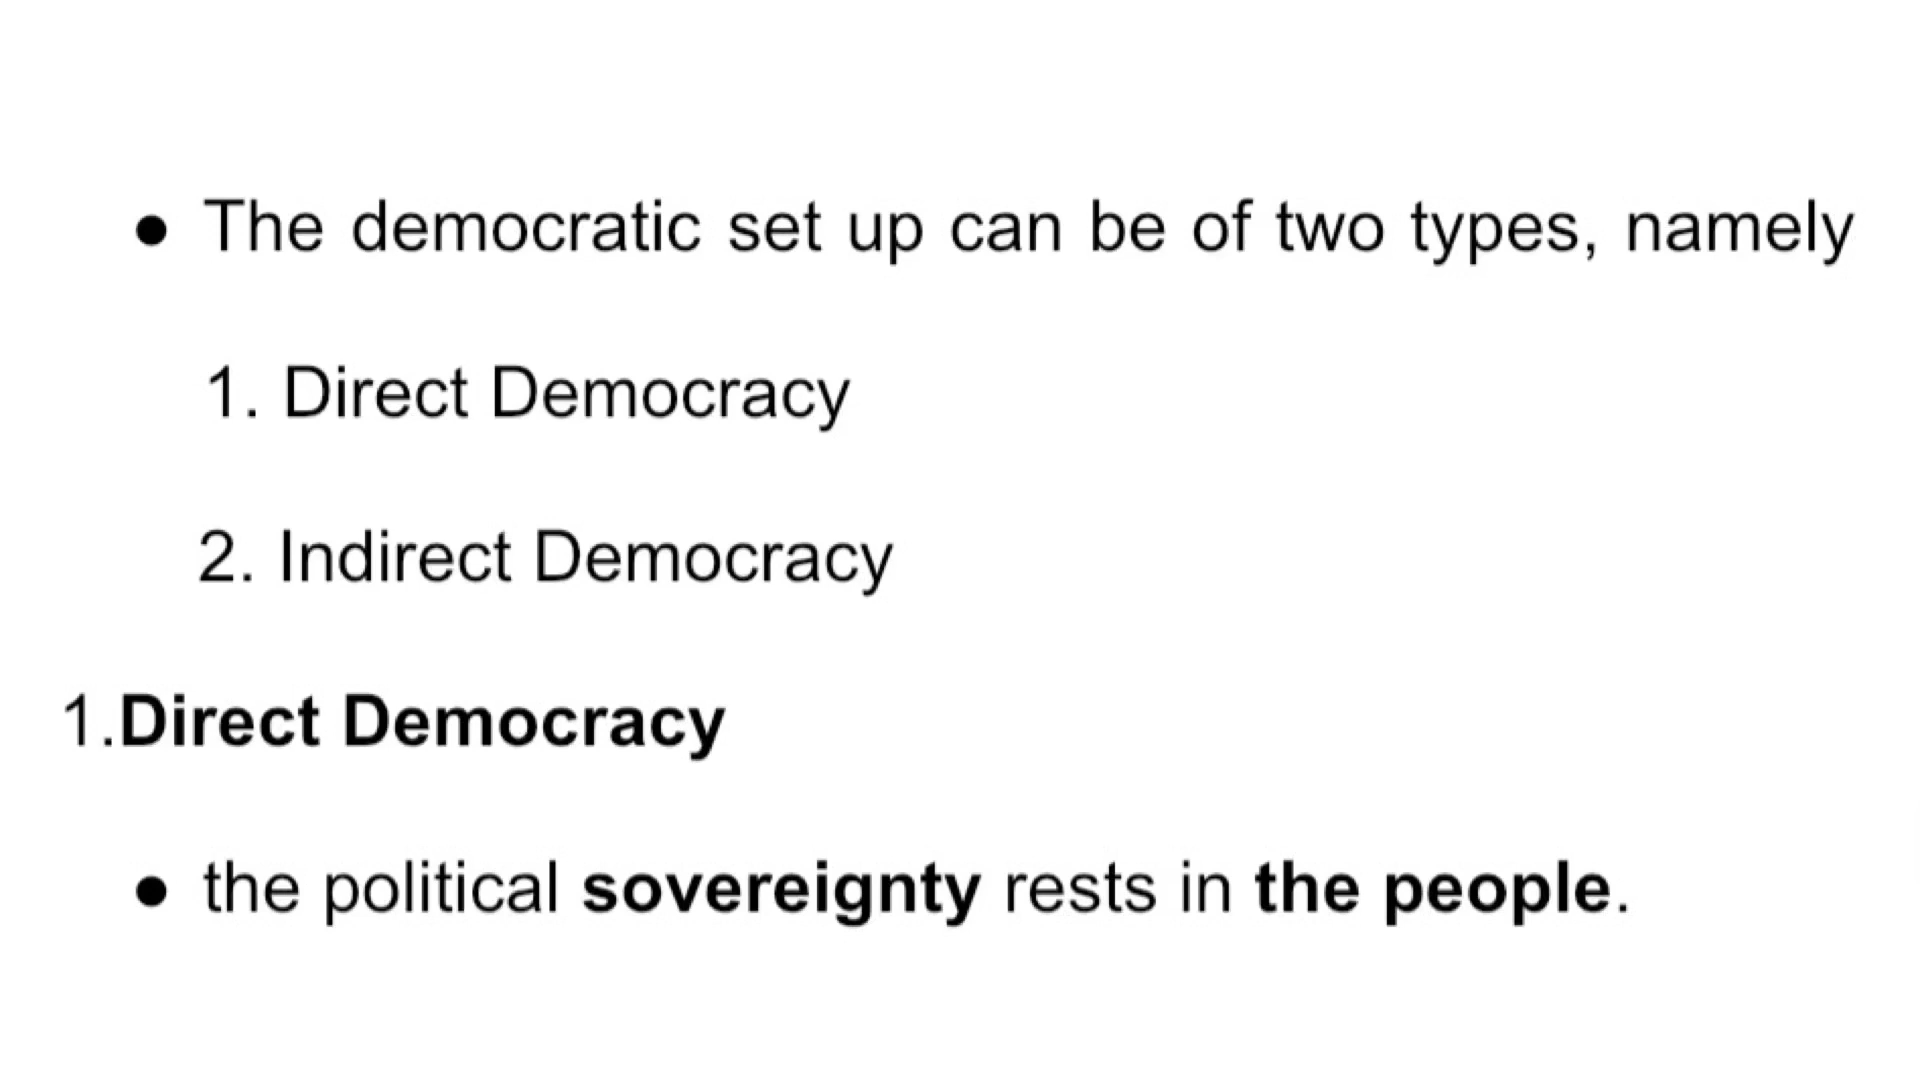 ● The democratic set up can be of two types, namely
1. Direct Democracy
2. Indirect Democracy
1.Direct Democracy
● the political sovereignty rests in the people.